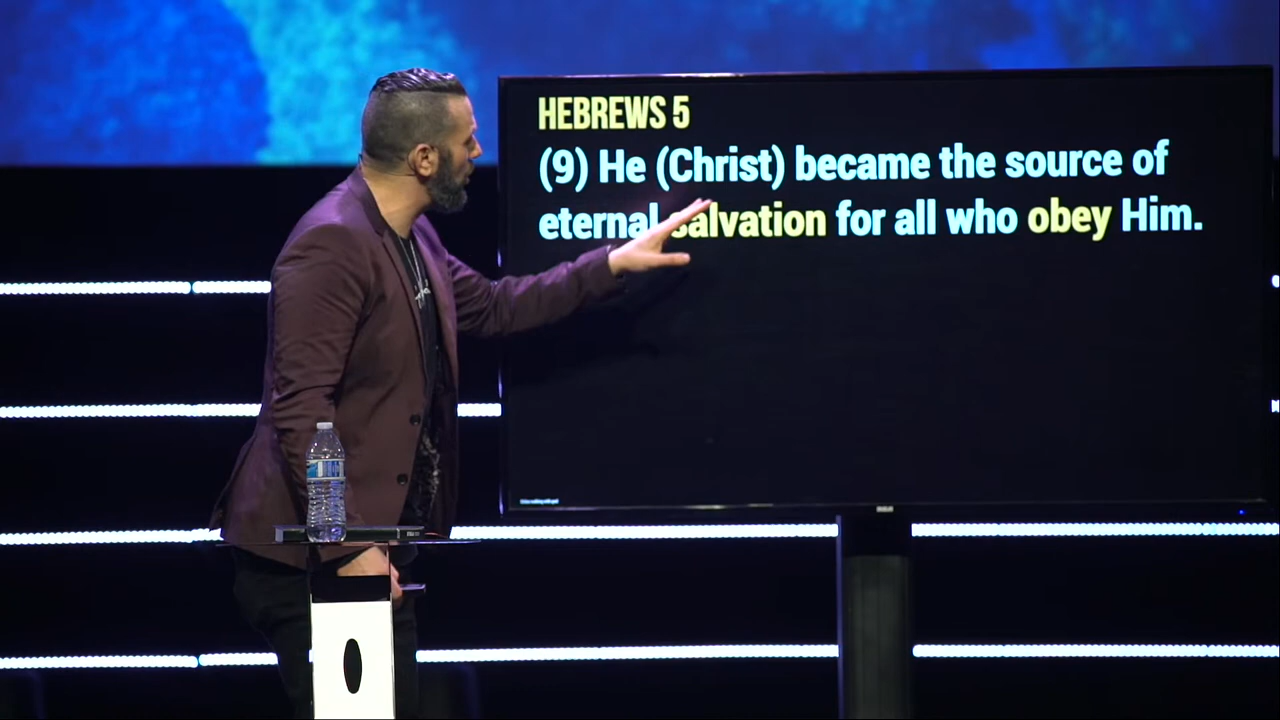 HEBREWS 5
(9) He (Christ) became the source of
eternal salvation for all who obey Him.